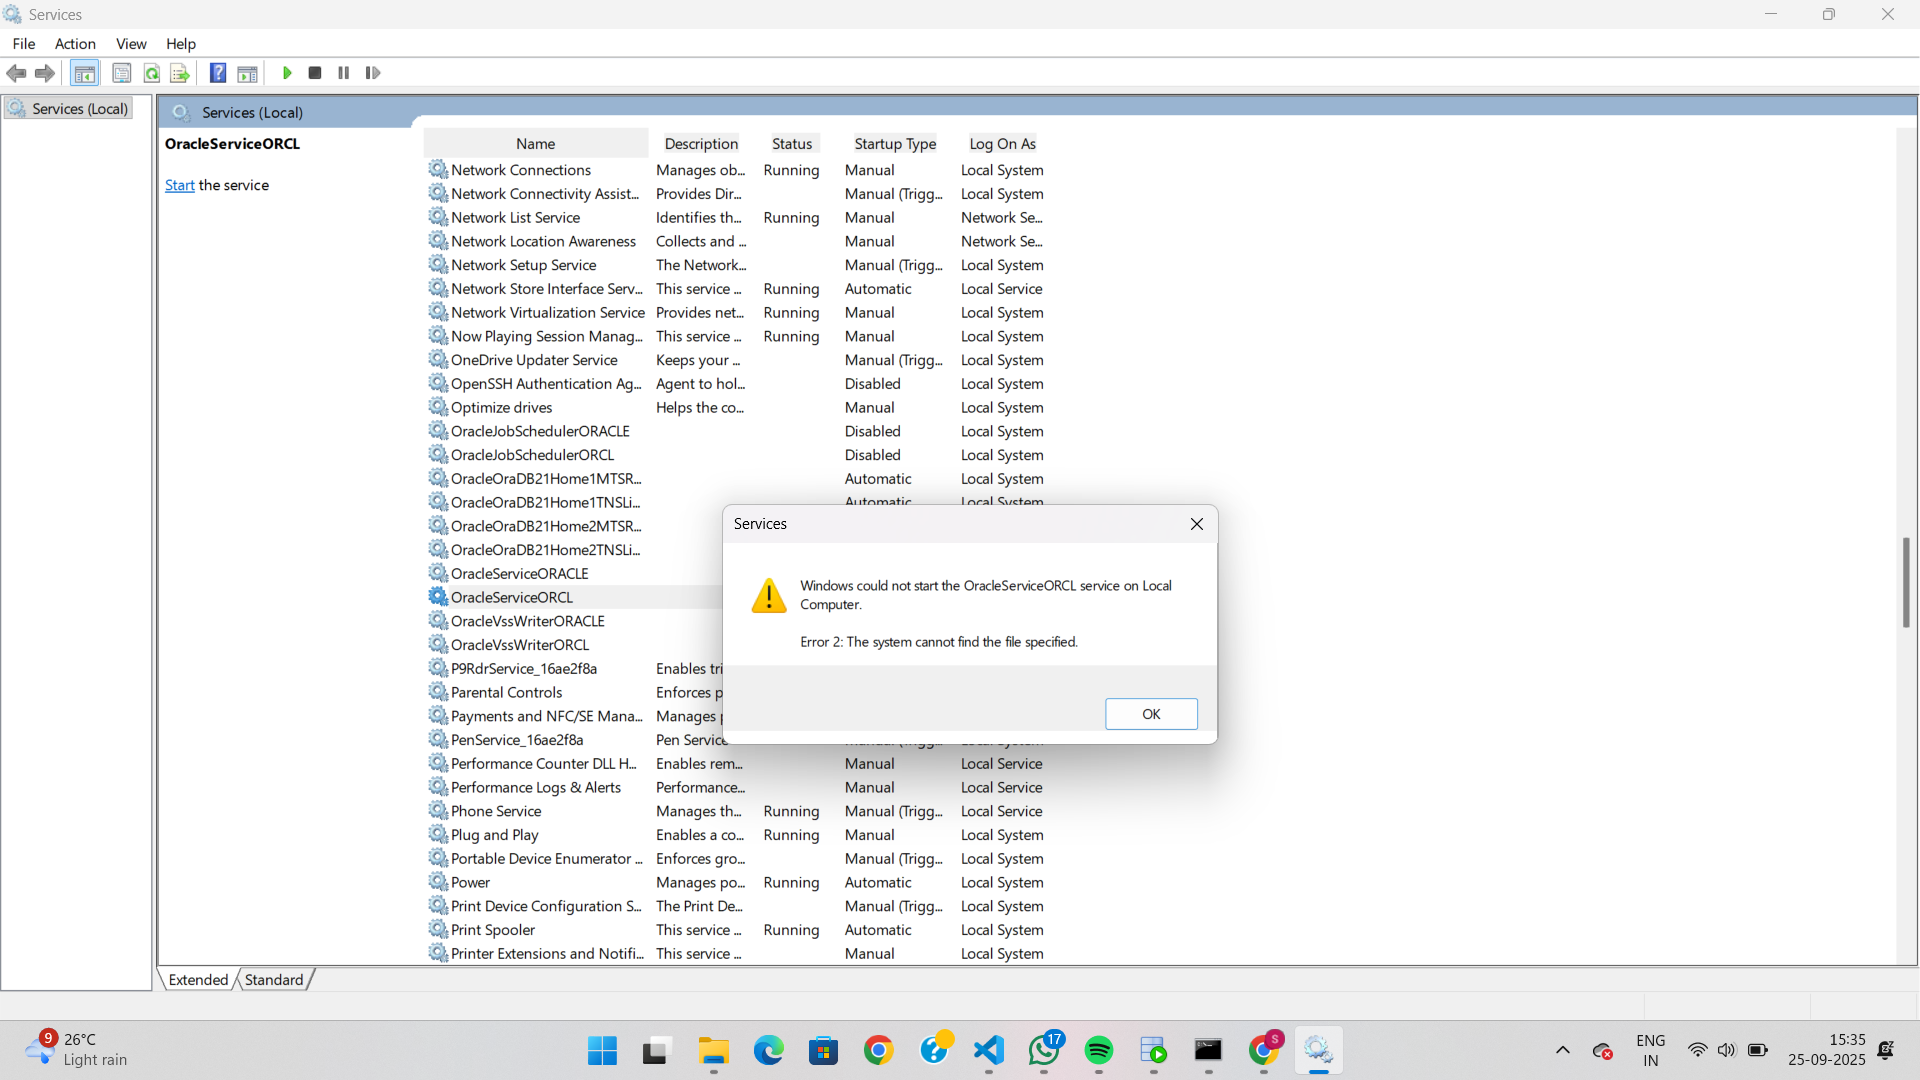 Services
File Action View Help
Services (Local)
Services (Local)
OracleServiceORCL
Start the service
Name Description Status Startup Type Log On As
Network Connections Manages ob... Running Manual Local System
Network Connectivity Assist... Provides Dir... Manual (Trigg... Local System
Network List Service Identifies th... Running Manual Network Se...
Network Location Awareness Collects and ... Manual Network Se...
Network Setup Service The Network... Manual (Trigg... Local System
Network Store Interface Serv... This service ... Running Automatic Local Service
Network Virtualization Service Provides net... Running Manual Local System
Now Playing Session Manag... This service ... Running Manual Local System
OneDrive Updater Service Keeps your ... Manual (Trigg... Local System
OpenSSH Authentication Ag... Agent to hol... Disabled Local System
Optimize drives Helps the co... Manual Local System
OracleJobSchedulerORACLE Disabled Local System
OracleJobSchedulerORCL Disabled Local System
OracleOraDB21Home1MTSR... Automatic Local System
OracleOraDB21Home1TNSLi... Automatic Local System
OracleOraDB21Home2MTSR...
OracleOraDB21Home2TNSLi...
OracleServiceORACLE
OracleServiceORCL
OracleVssWriterORACLE
OracleVssWriterORCL
P9RdrService_16ae2f8a Enables tri
Parental Controls Enforces p
Payments and NFC/SE Mana... Manages p
PenService_16ae2f8a Pen Service
Performance Counter DLL H... Enables rem... Manual Local Service
Performance Logs & Alerts Performance... Manual Local Service
Phone Service Manages th... Running Manual (Trigg... Local Service
Plug and Play Enables a co... Running Manual Local System
Portable Device Enumerator ... Enforces gro... Manual (Trigg... Local System
Power Manages po... Running Automatic Local System
Print Device Configuration S... The Print De... Manual (Trigg... Local System
Print Spooler This service ... Running Automatic Local System
Printer Extensions and Notifi... This service ... Manual Local System
Services
Windows could not start the OracleServiceORCL service on Local
Computer.
Error 2: The system cannot find the file specified.
OK
Extended Standard
9
26°C
Light rain
17
S
ENG
IN
15:35
25-09-2025